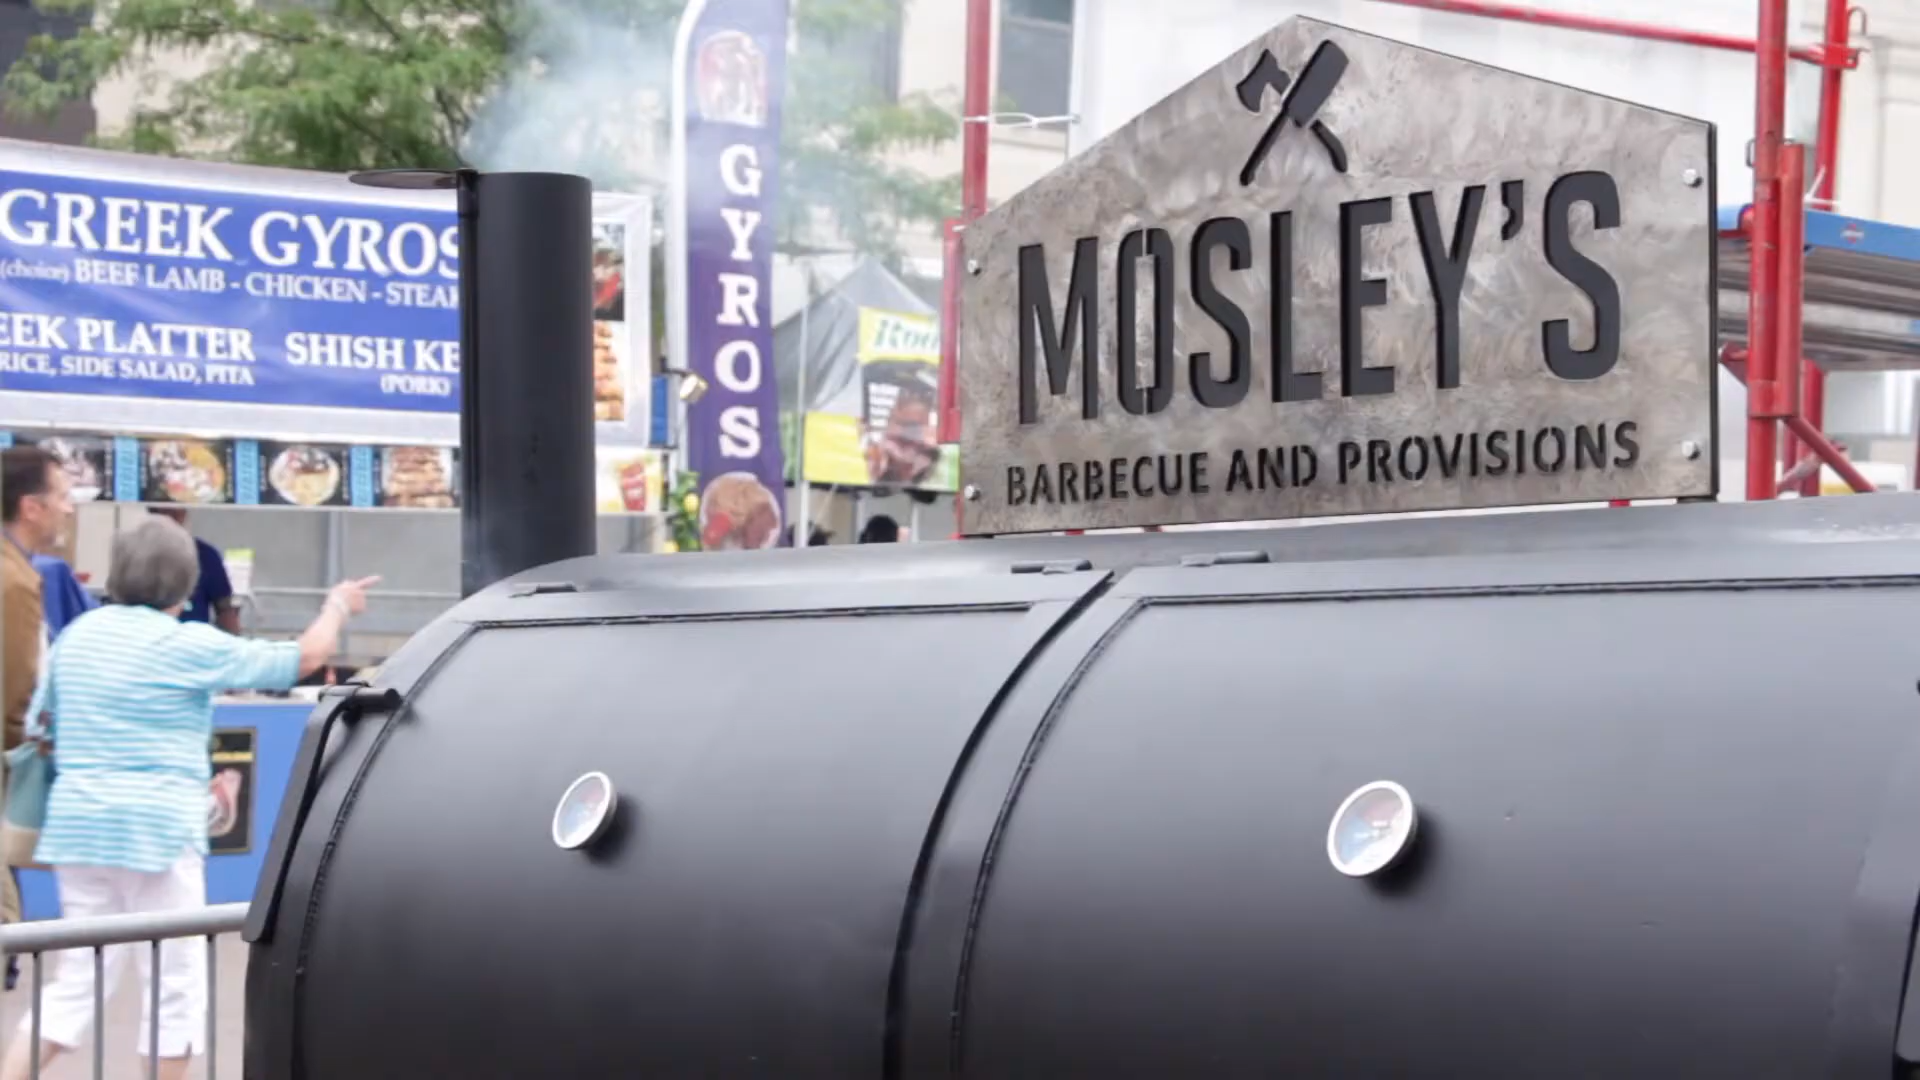 GREEK GYROS
(choice) BEEF LAMB - CHICKEN - STEAK
EEK PLATTER
RICE, SIDE SALAD, PITA
SHISH KE
(PORK)
GYROS
MOSLEY'S
BARBECUE AND PROVISIONS